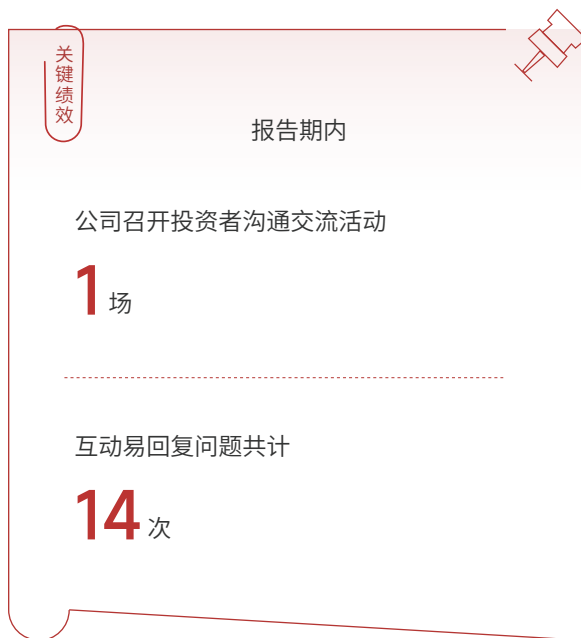 关键绩效
报告期内
公司召开投资者沟通交流活动
1 场
互动易回复问题共计
14 次